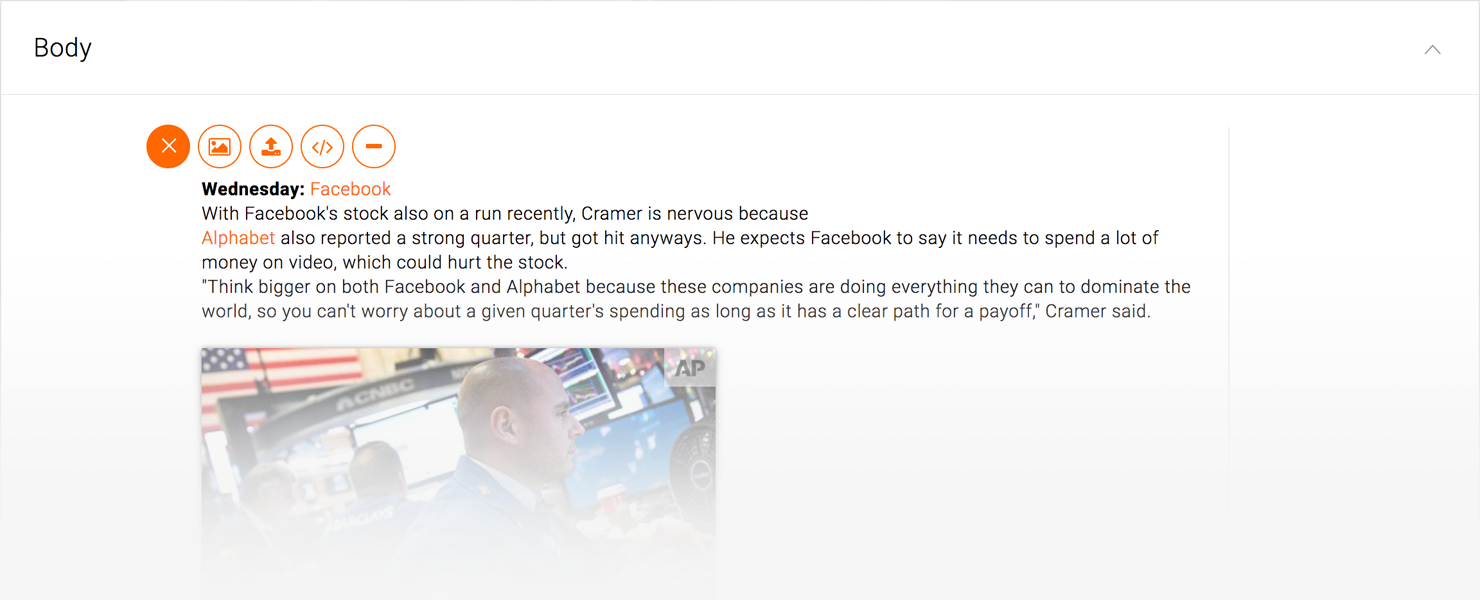 Body
Wednesday: Facebook
With Facebook's stock also on a run recently, Cramer is nervous because
Alphabet also reported a strong quarter, but got hit anyways. He expects Facebook to say it needs to spend a lot of
money on video, which could hurt the stock.
"Think bigger on both Facebook and Alphabet because these companies are doing everything they can to dominate the
world, so you can't worry about a given quarter's spending as long as it has a clear path for a payoff," Cramer said.
AP
CNBC
BARCLAYS